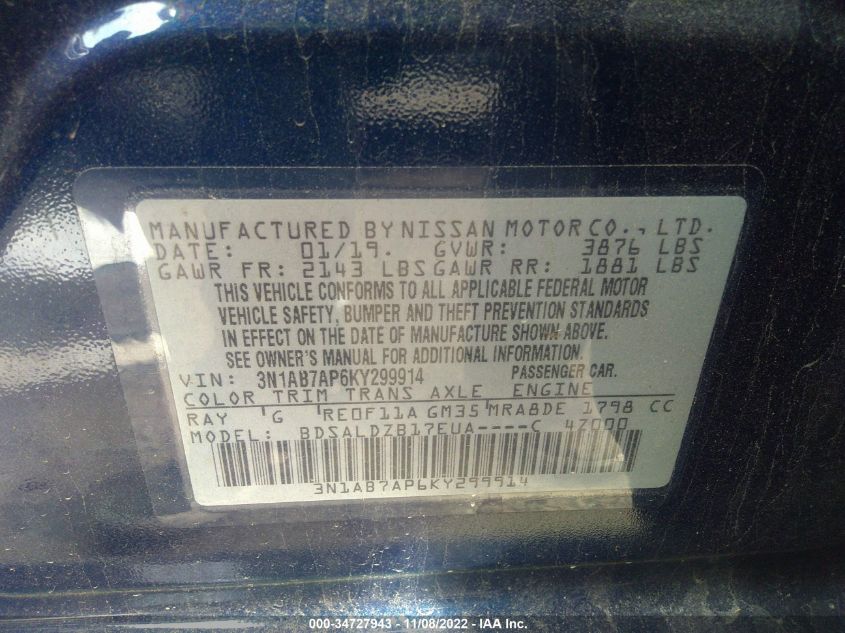 MANUFACTURED BY NISSAN MOTOR CO., LTD.
DATE: 01/19. GVWR: 3876 LBS
GAWR FR: 2143 LBS GAWR RR: 1881 LBS
THIS VEHICLE CONFORMS TO ALL APPLICABLE FEDERAL MOTOR
VEHICLE SAFETY, BUMPER AND THEFT PREVENTION STANDARDS
IN EFFECT ON THE DATE OF MANUFACTURE SHOWN ABOVE.
SEE OWNER'S MANUAL FOR ADDITIONAL INFORMATION.
VIN: 3N1AB7AP6KY299914 PASSENGER CAR.
COLOR TRIM TRANS AXLE ENGINE
RAY 'G 'RE0F11A GM35'MRA8DE 1798 CC
MODEL: BDSALDZB17EUA----C 4Z000
3N1AB7AP6KY299914
000-34727943 - 11/08/2022 - IAA Inc.